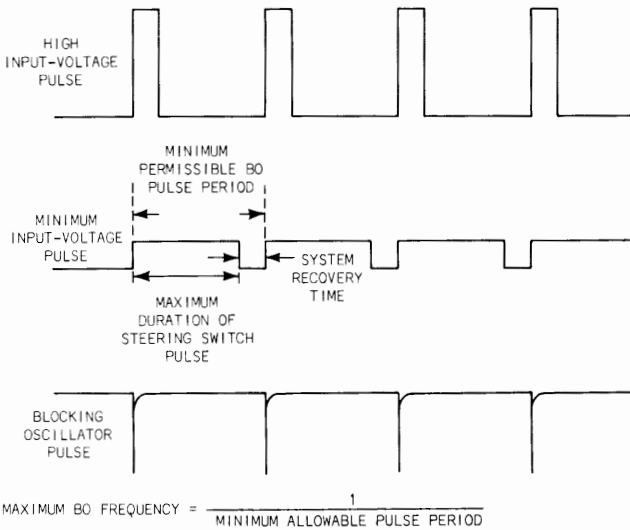 HIGH
INPUT-VOLTAGE
PULSE
MINIMUM
PERMISSIBLE BO
PULSE PERIOD
MINIMUM
INPUT-VOLTAGE
PULSE
SYSTEM
RECOVERY
TIME
MAXIMUM
DURATION OF
STEERING SWITCH
PULSE
BLOCKING
OSCILLATOR
PULSE
MAXIMUM BO FREQUENCY = 1
MINIMUM ALLOWABLE PULSE PERIOD